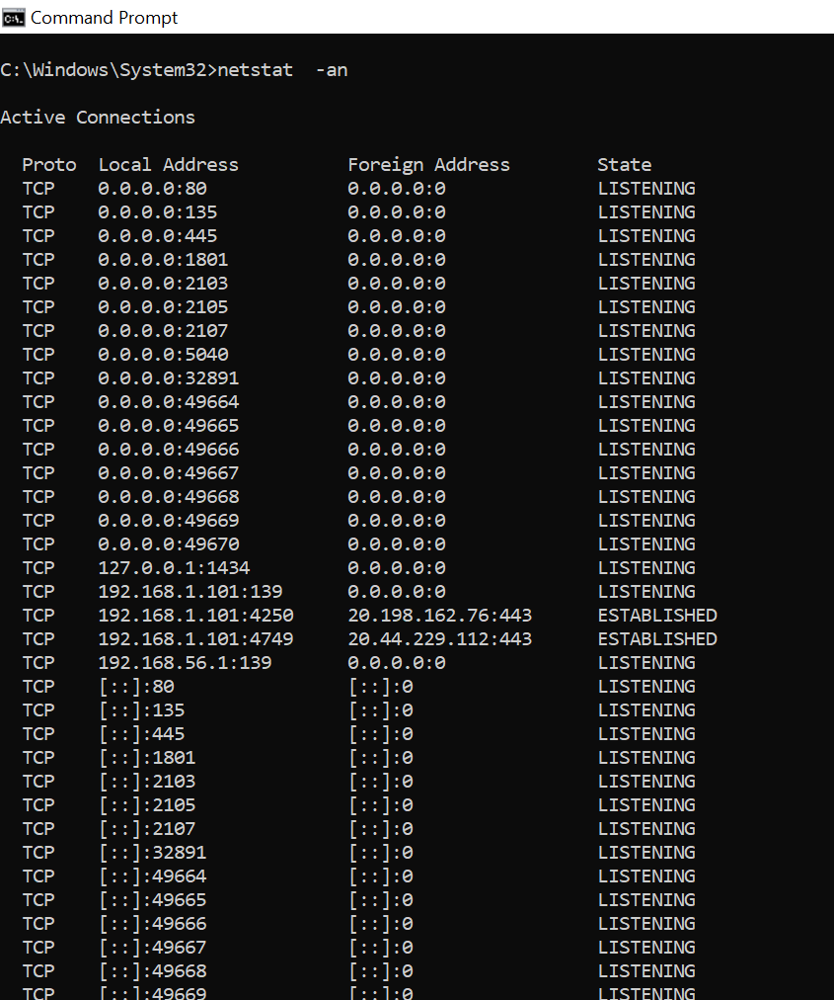 Command Prompt
C:\Windows\System32>netstat  -an
Active Connections
  Proto  Local Address          Foreign Address        State
  TCP    0.0.0.0:80             0.0.0.0:0              LISTENING
  TCP    0.0.0.0:135            0.0.0.0:0              LISTENING
  TCP    0.0.0.0:445            0.0.0.0:0              LISTENING
  TCP    0.0.0.0:1801           0.0.0.0:0              LISTENING
  TCP    0.0.0.0:2103           0.0.0.0:0              LISTENING
  TCP    0.0.0.0:2105           0.0.0.0:0              LISTENING
  TCP    0.0.0.0:2107           0.0.0.0:0              LISTENING
  TCP    0.0.0.0:5040           0.0.0.0:0              LISTENING
  TCP    0.0.0.0:32891          0.0.0.0:0              LISTENING
  TCP    0.0.0.0:49664          0.0.0.0:0              LISTENING
  TCP    0.0.0.0:49665          0.0.0.0:0              LISTENING
  TCP    0.0.0.0:49666          0.0.0.0:0              LISTENING
  TCP    0.0.0.0:49667          0.0.0.0:0              LISTENING
  TCP    0.0.0.0:49668          0.0.0.0:0              LISTENING
  TCP    0.0.0.0:49669          0.0.0.0:0              LISTENING
  TCP    0.0.0.0:49670          0.0.0.0:0              LISTENING
  TCP    127.0.0.1:1434         0.0.0.0:0              LISTENING
  TCP    192.168.1.101:139      0.0.0.0:0              LISTENING
  TCP    192.168.1.101:4250     20.198.162.76:443      ESTABLISHED
  TCP    192.168.1.101:4749     20.44.229.112:443      ESTABLISHED
  TCP    192.168.56.1:139       0.0.0.0:0              LISTENING
  TCP    [::]:80                [::]:0                 LISTENING
  TCP    [::]:135               [::]:0                 LISTENING
  TCP    [::]:445               [::]:0                 LISTENING
  TCP    [::]:1801              [::]:0                 LISTENING
  TCP    [::]:2103              [::]:0                 LISTENING
  TCP    [::]:2105              [::]:0                 LISTENING
  TCP    [::]:2107              [::]:0                 LISTENING
  TCP    [::]:32891             [::]:0                 LISTENING
  TCP    [::]:49664             [::]:0                 LISTENING
  TCP    [::]:49665             [::]:0                 LISTENING
  TCP    [::]:49666             [::]:0                 LISTENING
  TCP    [::]:49667             [::]:0                 LISTENING
  TCP    [::]:49668             [::]:0                 LISTENING
  TCP    [::]:49669             [::]:0                 LISTENING